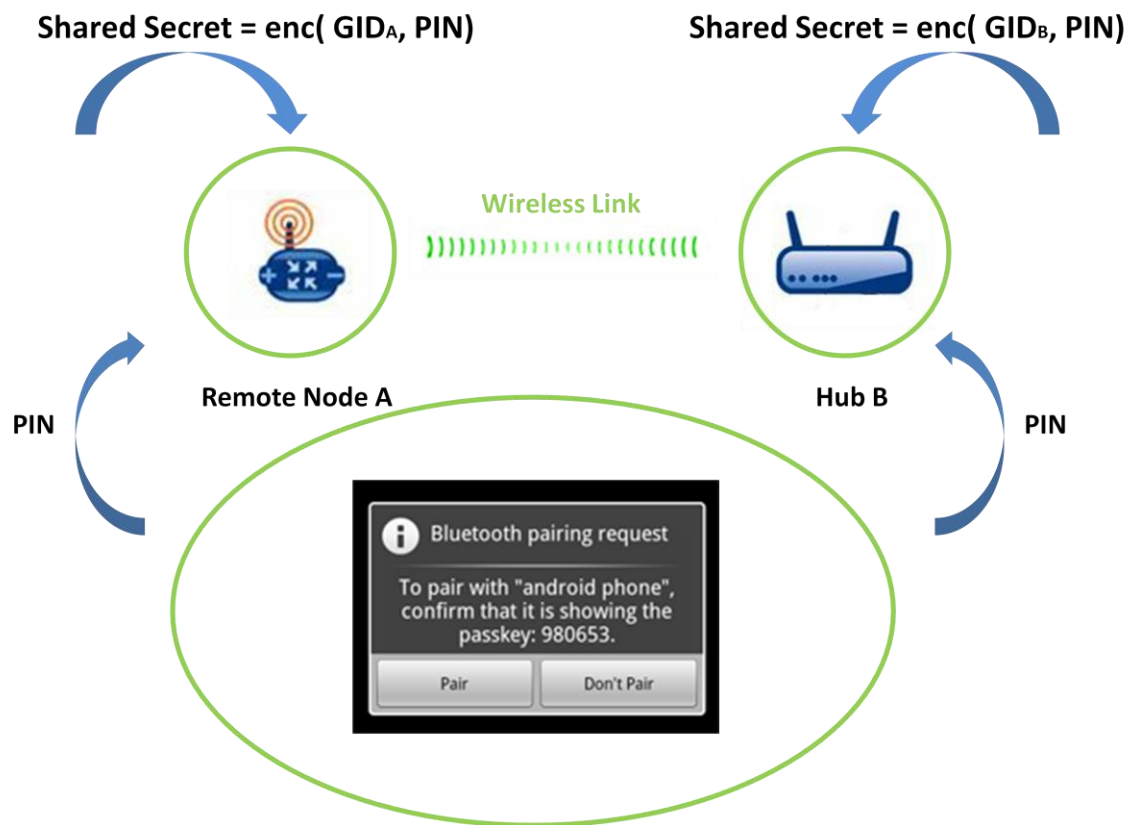 Shared Secret = enc( GIDA, PIN)
Shared Secret = enc( GIDB, PIN)
Wireless Link
Remote Node A
Hub B
PIN
PIN
Bluetooth pairing request
To pair with "android phone",
confirm that it is showing the
passkey: 980653.
Pair
Don't Pair